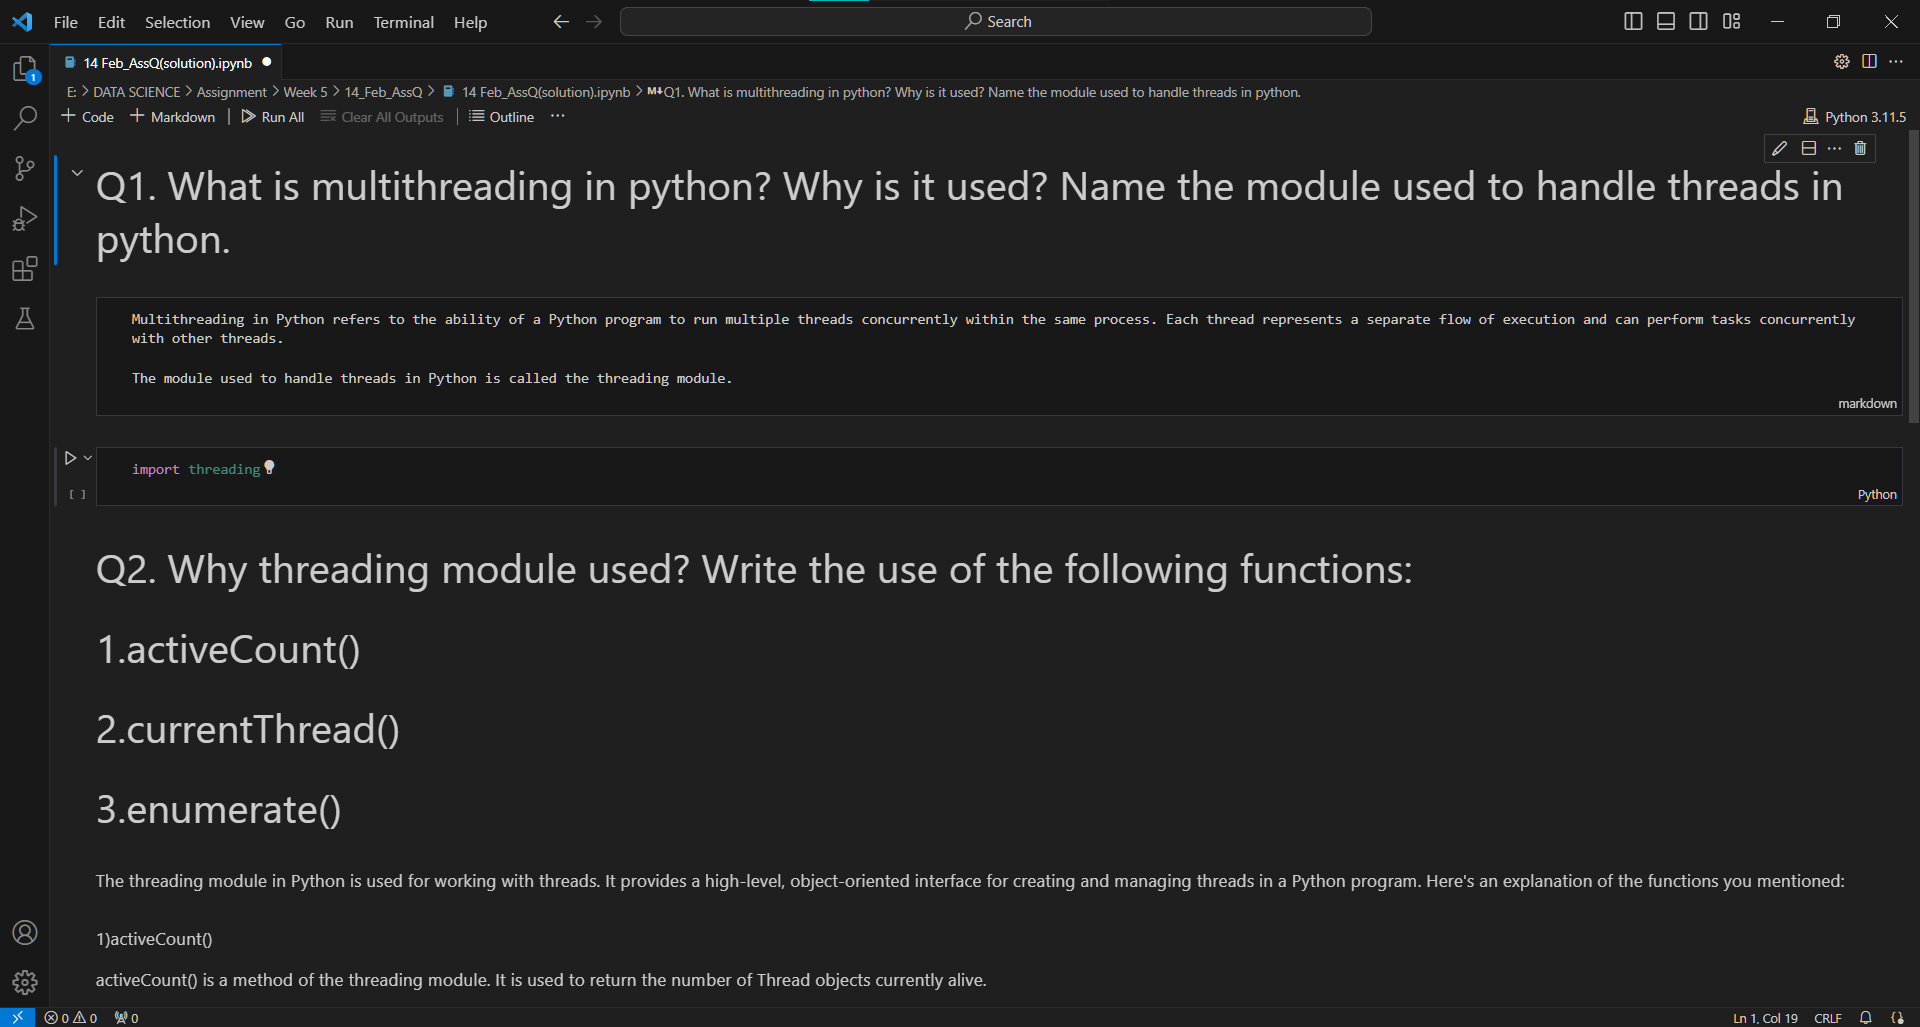 File Edit Selection View Go Run Terminal Help
Search
14 Feb_AssQ(solution).ipynb
1
E: > DATA SCIENCE > Assignment > Week 5 > 14_Feb_AssQ > 14 Feb_AssQ(solution).ipynb > M↓Q1. What is multithreading in python? Why is it used? Name the module used to handle threads in python.
+ Code + Markdown | Run All Clear All Outputs | Outline ...
Python 3.11.5
Q1. What is multithreading in python? Why is it used? Name the module used to handle threads in
python.
Multithreading in Python refers to the ability of a Python program to run multiple threads concurrently within the same process. Each thread represents a separate flow of execution and can perform tasks concurrently
with other threads.
The module used to handle threads in Python is called the threading module.
markdown
import threading
[ ]
Python
Q2. Why threading module used? Write the use of the following functions:
1.activeCount()
2.currentThread()
3.enumerate()
The threading module in Python is used for working with threads. It provides a high-level, object-oriented interface for creating and managing threads in a Python program. Here's an explanation of the functions you mentioned:
1)activeCount()
activeCount() is a method of the threading module. It is used to return the number of Thread objects currently alive.
0 0 0
Ln 1, Col 19 CRLF